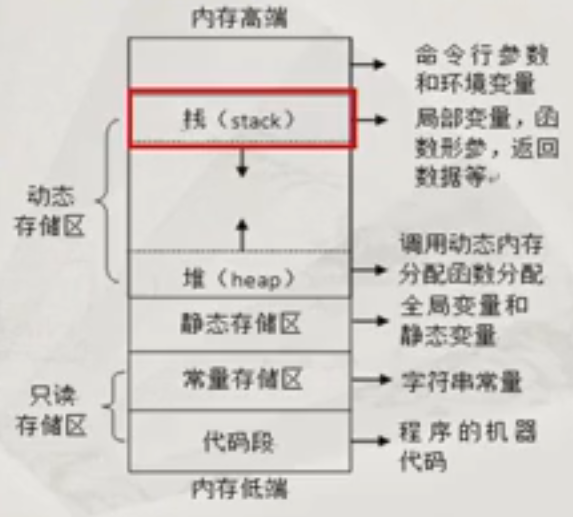 内存高端
命令行参数
和环境变量
栈（stack）
局部变量，函
数形参，返回
数据等
动态
存储区
调用动态内存
分配函数分配
堆（heap）
全局变量和
静态变量
静态存储区
常量存储区
字符串常量
只读
存储区
代码段
程序的机器
代码
内存低端